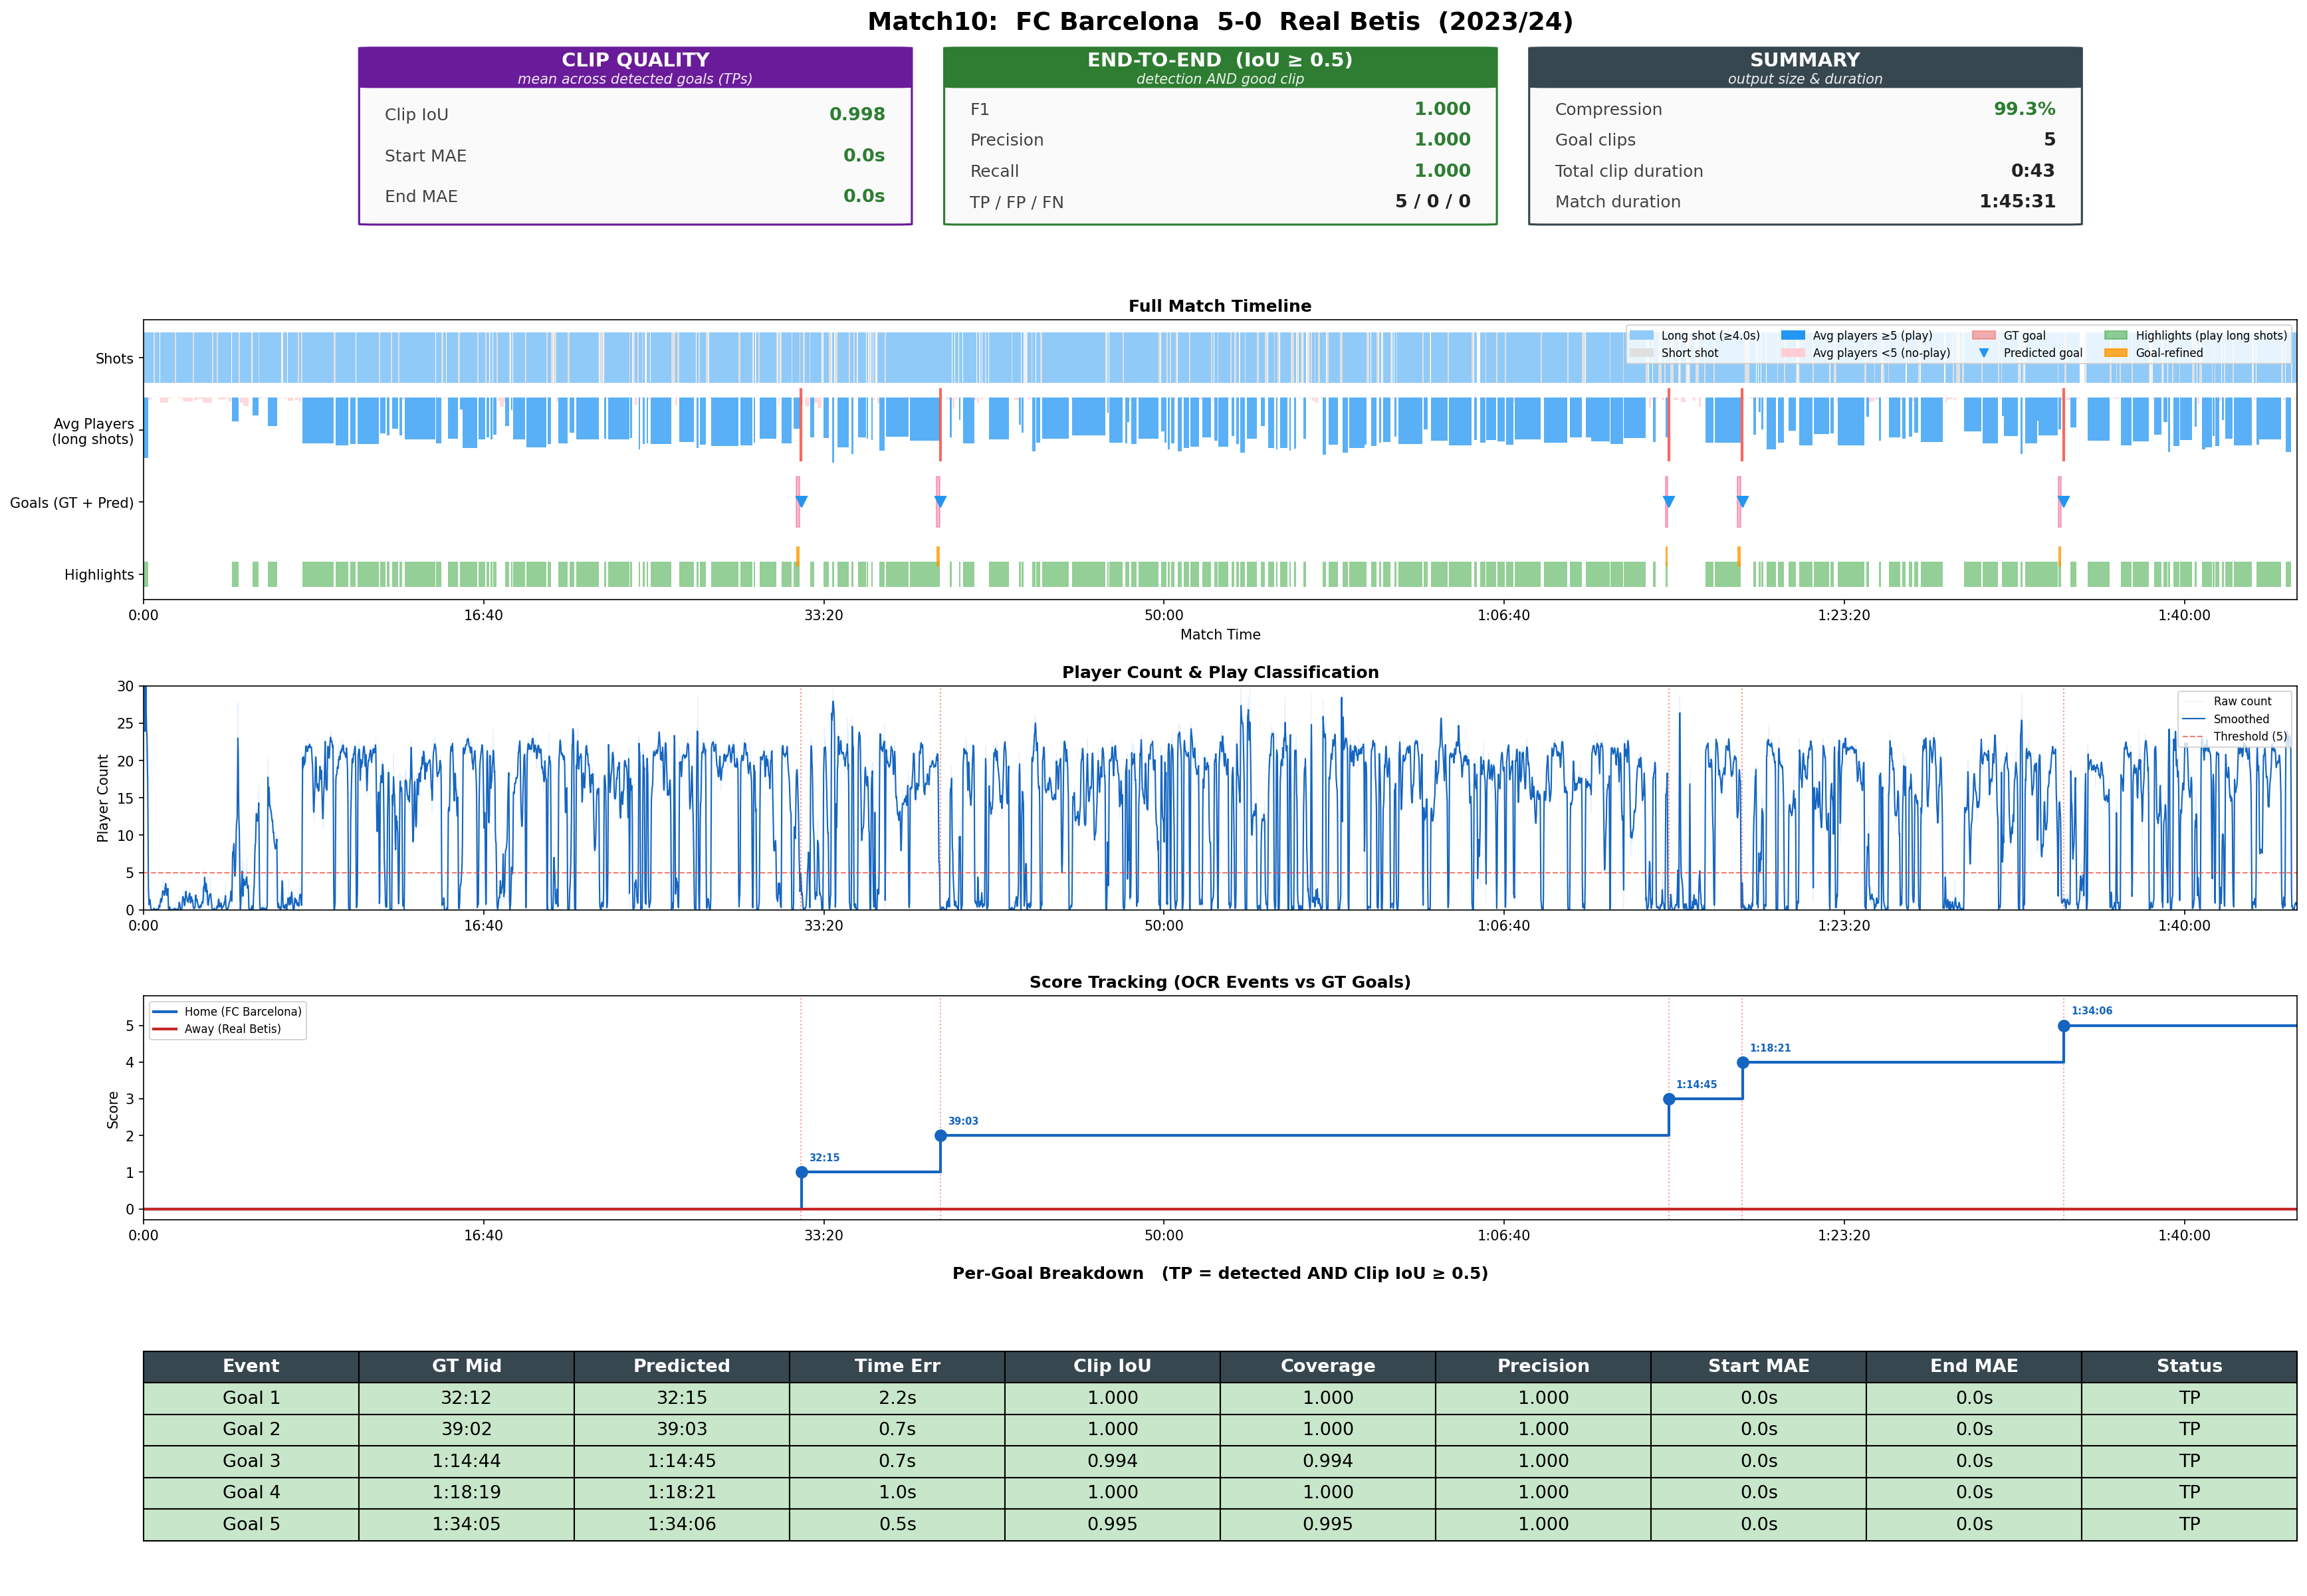 Match10:  FC Barcelona  5-0  Real Betis  (2023/24)
CLIP QUALITY
mean across detected goals (TPs)
Clip IoU 0.998
Start MAE 0.0s
End MAE 0.0s
END-TO-END  (IoU ≥ 0.5)
detection AND good clip
F1 1.000
Precision 1.000
Recall 1.000
TP / FP / FN 5 / 0 / 0
SUMMARY
output size & duration
Compression 99.3%
Goal clips 5
Total clip duration 0:43
Match duration 1:45:31
Full Match Timeline
Long shot (≥4.0s) Avg players ≥5 (play) GT goal Highlights (play long shots)
Short shot Avg players <5 (no-play) Predicted goal Goal-refined
Shots
Avg Players
(long shots)
Goals (GT + Pred)
Highlights
0:00 16:40 33:20 50:00 1:06:40 1:23:20 1:40:00
Match Time
Player Count & Play Classification
Raw count
Smoothed
Threshold (5)
Player Count
30
25
20
15
10
5
0
0:00 16:40 33:20 50:00 1:06:40 1:23:20 1:40:00
Score Tracking (OCR Events vs GT Goals)
Home (FC Barcelona)
Away (Real Betis)
Score
5
4
3
2
1
0
32:15
39:03
1:14:45
1:18:21
1:34:06
0:00 16:40 33:20 50:00 1:06:40 1:23:20 1:40:00
Per-Goal Breakdown   (TP = detected AND Clip IoU ≥ 0.5)
Event GT Mid Predicted Time Err Clip IoU Coverage Precision Start MAE End MAE Status
Goal 1 32:12 32:15 2.2s 1.000 1.000 1.000 0.0s 0.0s TP
Goal 2 39:02 39:03 0.7s 1.000 1.000 1.000 0.0s 0.0s TP
Goal 3 1:14:44 1:14:45 0.7s 0.994 0.994 1.000 0.0s 0.0s TP
Goal 4 1:18:19 1:18:21 1.0s 1.000 1.000 1.000 0.0s 0.0s TP
Goal 5 1:34:05 1:34:06 0.5s 0.995 0.995 1.000 0.0s 0.0s TP